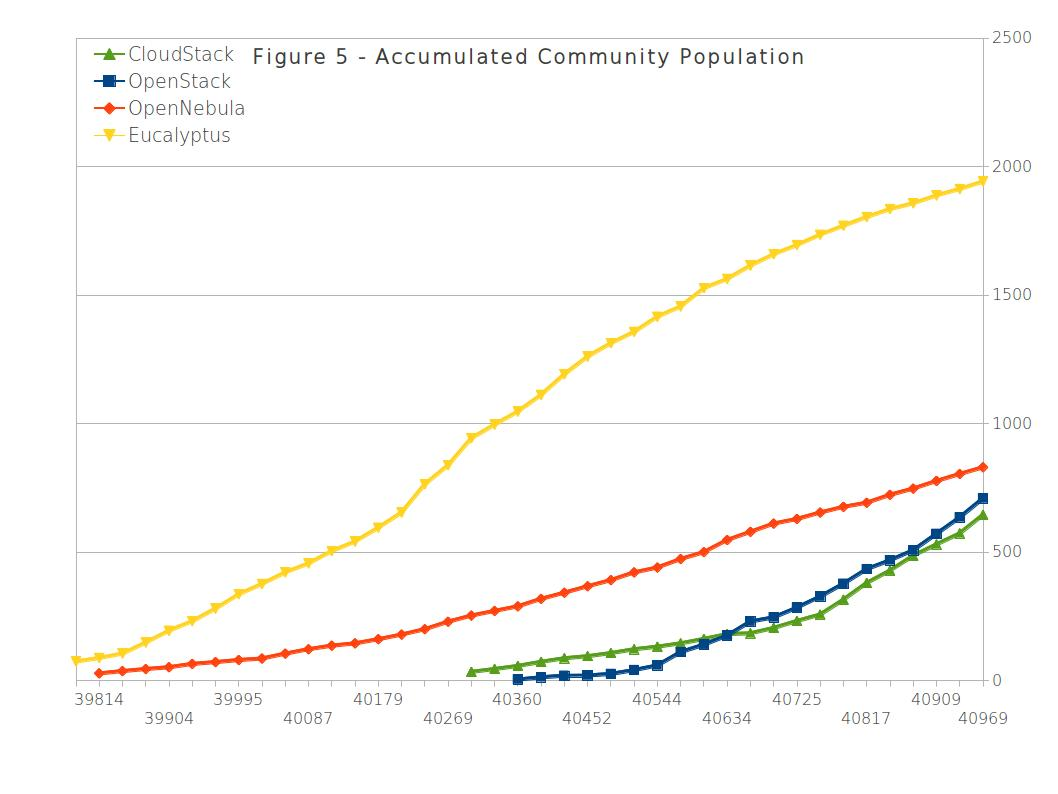 Figure 5 - Accumulated Community Population
CloudStack
OpenStack
OpenNebula
Eucalyptus
2500
2000
1500
1000
500
0
39814 39995 40179 40360 40544 40725 40909
39904 40087 40269 40452 40634 40817 40969